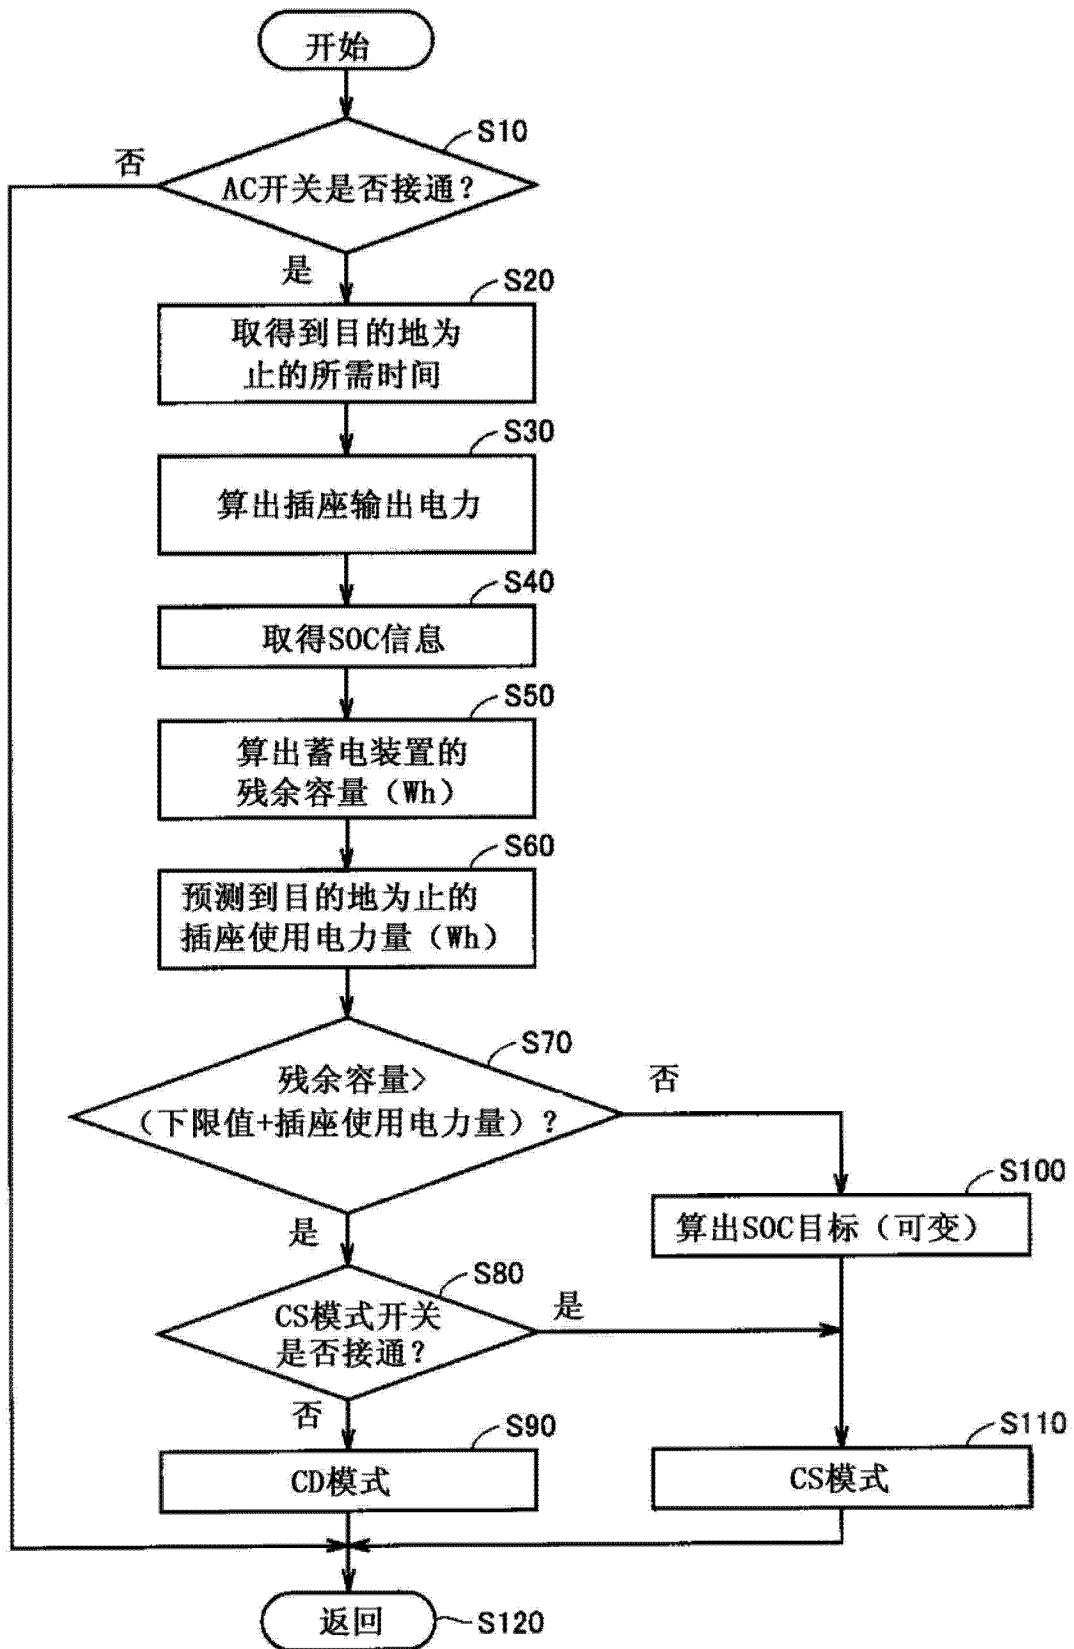 开始
S10
否
AC开关是否接通?
是
S20
取得到目的地为
止的所需时间
S30
算出插座输出电力
S40
取得SOC信息
S50
算出蓄电装置的
残余容量（Wh）
S60
预测到目的地为止的
插座使用电力量（Wh）
S70
残余容量>
（下限值+插座使用电力量）?
否
是
S100
算出SOC目标（可变）
S80
CS模式开关
是否接通?
是
否
S90
CD模式
S110
CS模式
返回
S120